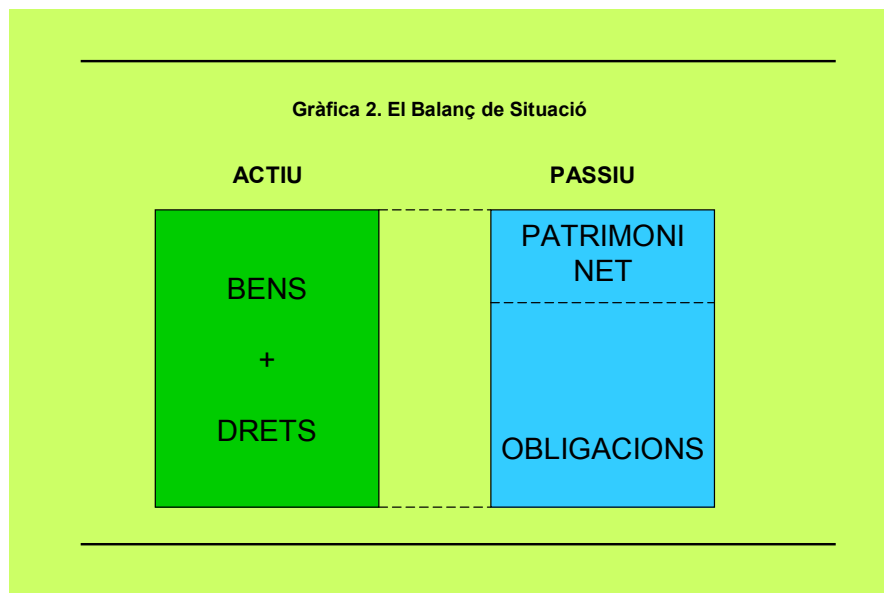 Gràfica 2. El Balanç de Situació
ACTIU
PASSIU
BENS
+
DRETS
PATRIMONI
NET
OBLIGACIONS